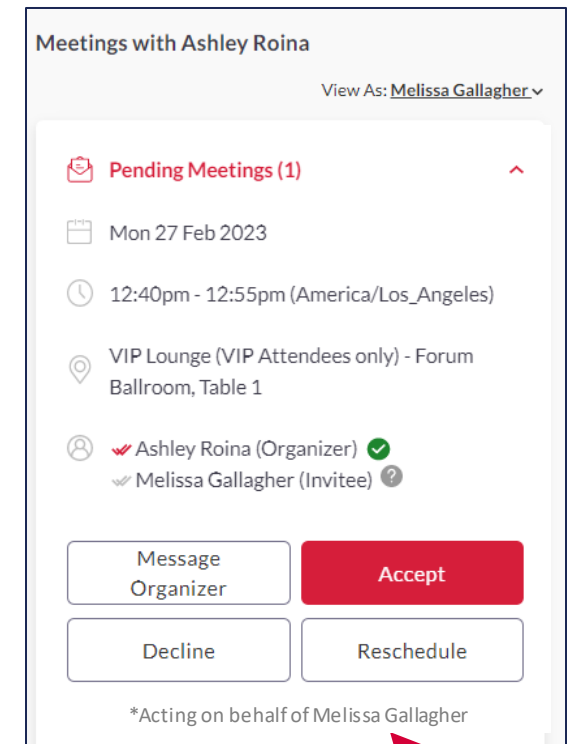 Meetings with Ashley Roina
View As: Melissa Gallagher
Pending Meetings (1)
Mon 27 Feb 2023
12:40pm - 12:55pm (America/Los_Angeles)
VIP Lounge (VIP Attendees only) - Forum
Ballroom, Table 1
Ashley Roina (Organizer)
Melissa Gallagher (Invitee) ?
Message
Organizer
Accept
Decline
Reschedule
*Acting on behalf of Melissa Gallagher